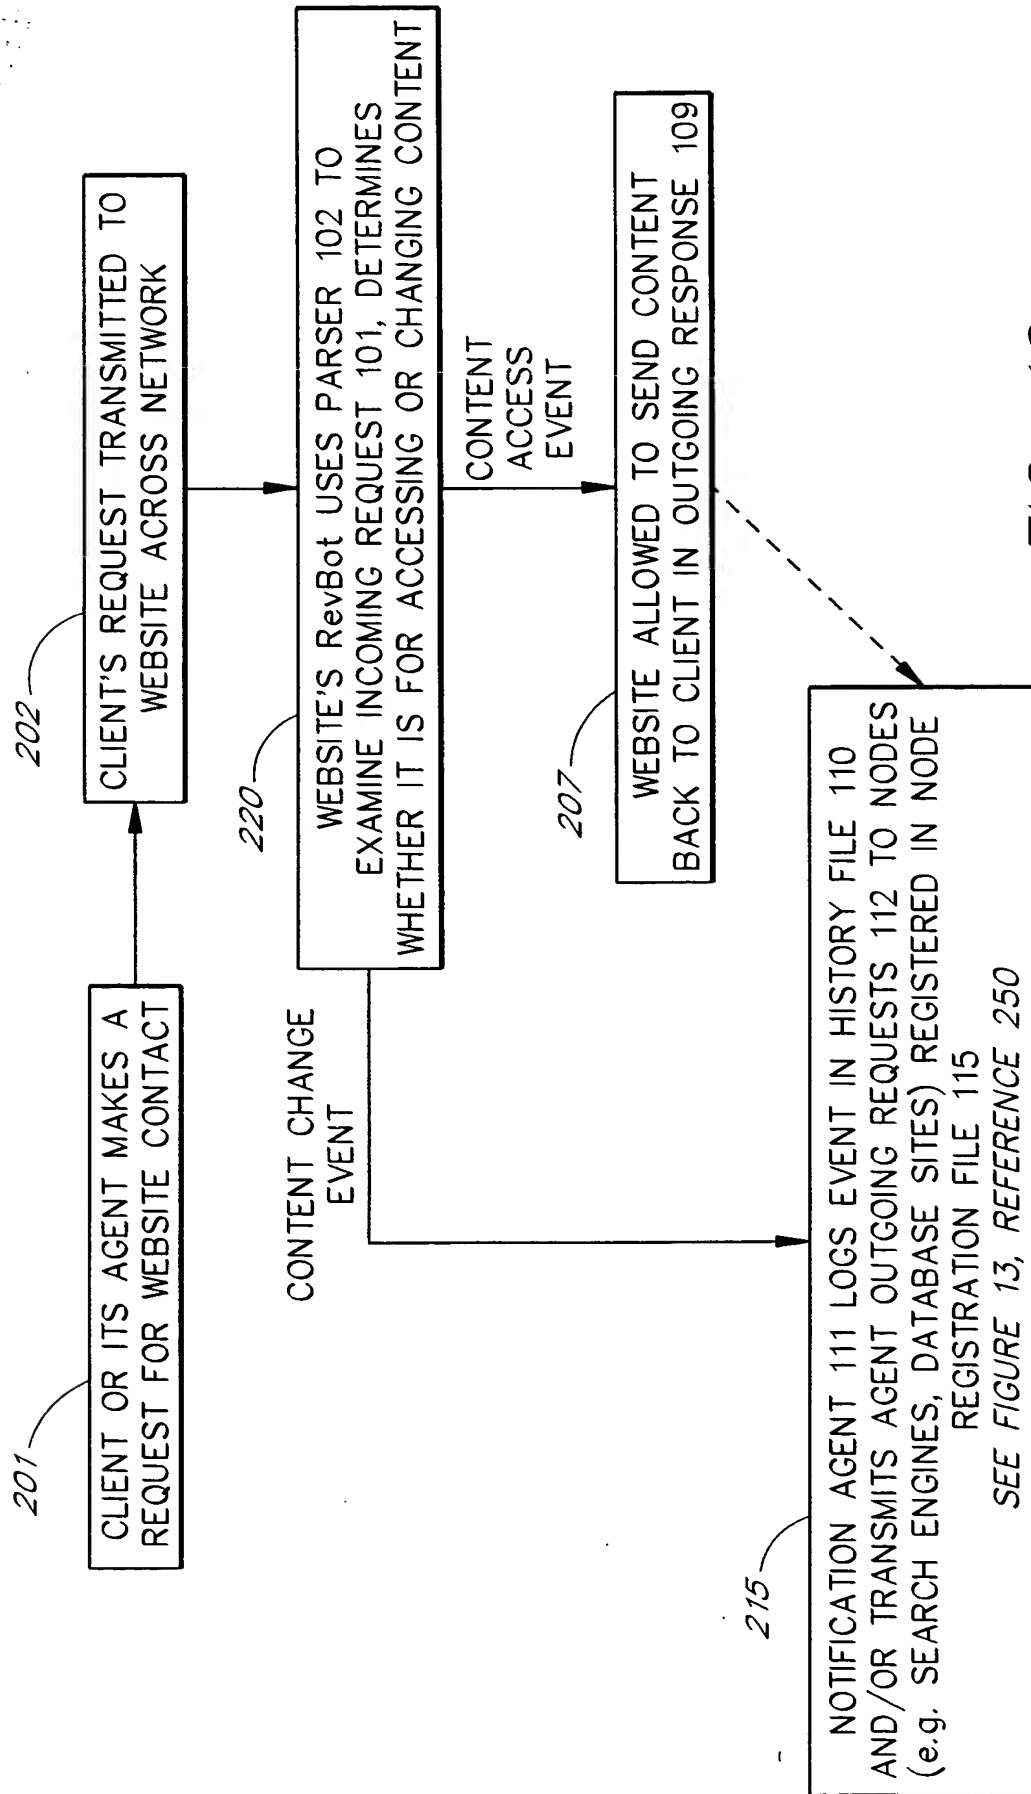 201
CLIENT OR ITS AGENT MAKES A
REQUEST FOR WEBSITE CONTACT
202
CLIENT'S REQUEST TRANSMITTED TO
WEBSITE ACROSS NETWORK
220
WEBSITE'S RevBot USES PARSER 102 TO
EXAMINE INCOMING REQUEST 101, DETERMINES
WHETHER IT IS FOR ACCESSING OR CHANGING CONTENT
CONTENT CHANGE
EVENT
CONTENT
ACCESS
EVENT
207
WEBSITE ALLOWED TO SEND CONTENT
BACK TO CLIENT IN OUTGOING RESPONSE 109
215
NOTIFICATION AGENT 111 LOGS EVENT IN HISTORY FILE 110
AND/OR TRANSMITS AGENT OUTGOING REQUESTS 112 TO NODES
(e.g. SEARCH ENGINES, DATABASE SITES) REGISTERED IN NODE
REGISTRATION FILE 115
SEE FIGURE 13, REFERENCE 250